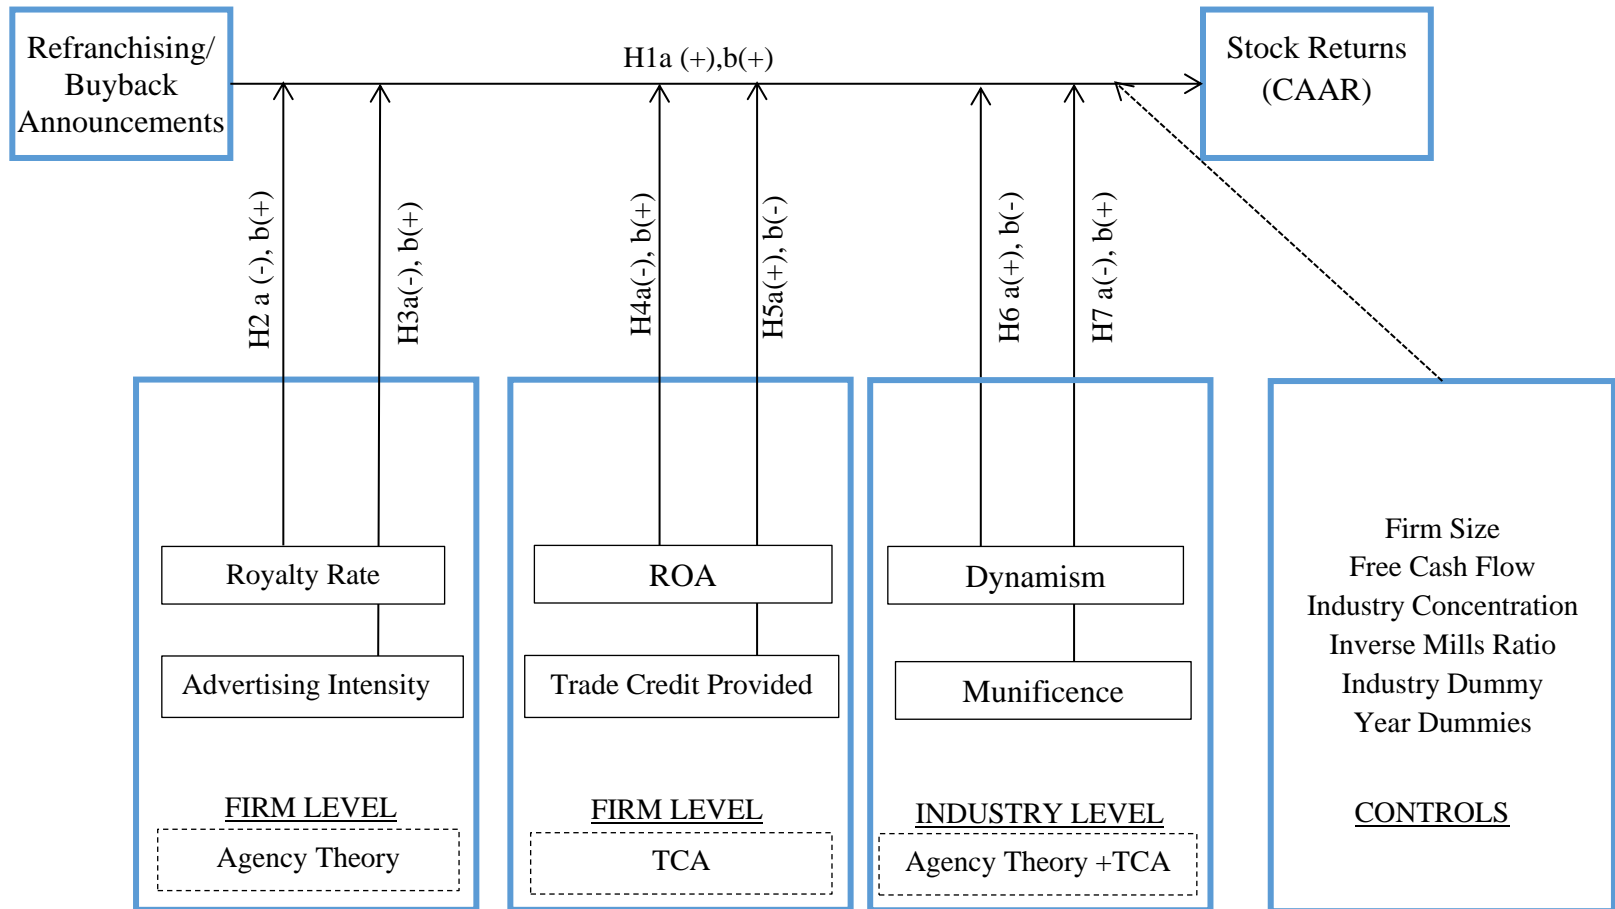 Refranchising/
Buyback
Announcements
H1a (+),b(+)
Stock Returns
(CAAR)
H2 a (-), b(+)
H3a(-), b(+)
H4a(-), b(+)
H5a(+), b(-)
H6 a(+), b(-)
H7 a(-), b(+)
Royalty Rate
Advertising Intensity
FIRM LEVEL
Agency Theory
ROA
Trade Credit Provided
FIRM LEVEL
TCA
Dynamism
Munificence
INDUSTRY LEVEL
Agency Theory +TCA
Firm Size
Free Cash Flow
Industry Concentration
Inverse Mills Ratio
Industry Dummy
Year Dummies
CONTROLS